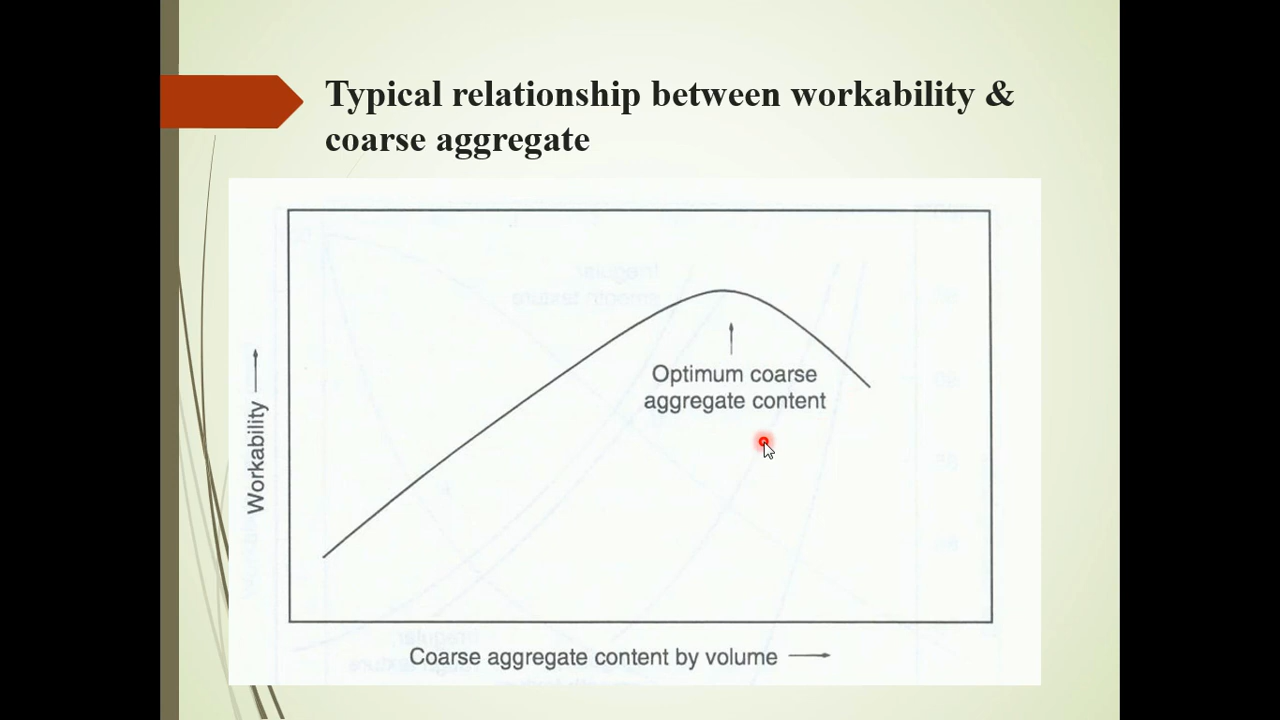 Typical relationship between workability &
coarse aggregate
Optimum coarse
aggregate content
Workability
Coarse aggregate content by volume